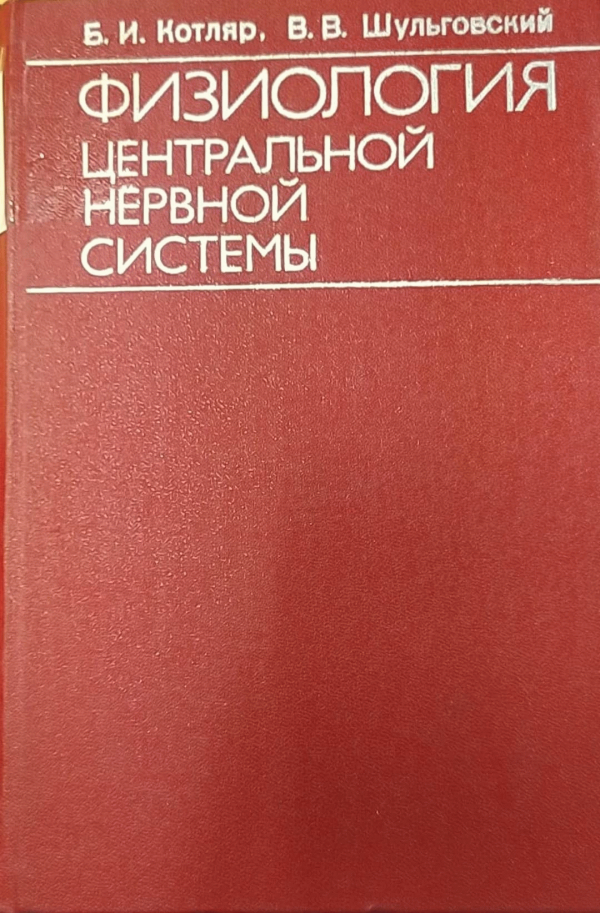 Б. И. Котляр, В. В. Шульговский
ФИЗИОЛОГИЯ
ЦЕНТРАЛЬНОЙ
НЕРВНОЙ
СИСТЕМЫ